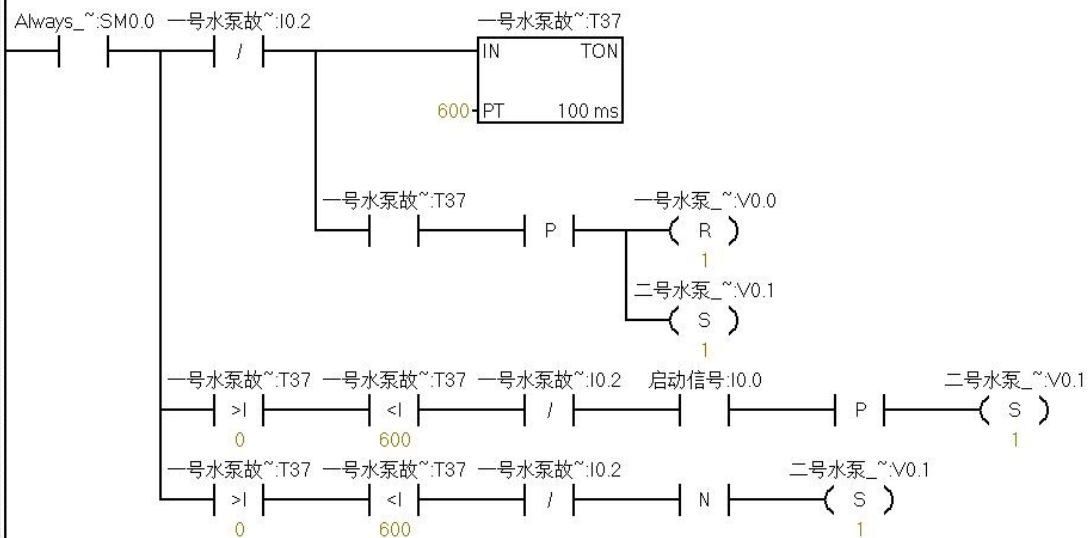 Always_~:SM0.0 一号水泵故~:I0.2 一号水泵故~:T37
/ IN TON
600 PT 100 ms
一号水泵故~:T37 一号水泵_~:V0.0
P R
1
二号水泵_~:V0.1
S
1
一号水泵故~:T37 一号水泵故~:T37 一号水泵故~:I0.2 启动信号:I0.0 二号水泵_~:V0.1
>I <I / P S
0 600 1
一号水泵故~:T37 一号水泵故~:T37 一号水泵故~:I0.2 二号水泵_~:V0.1
>I <I / N S
0 600 1